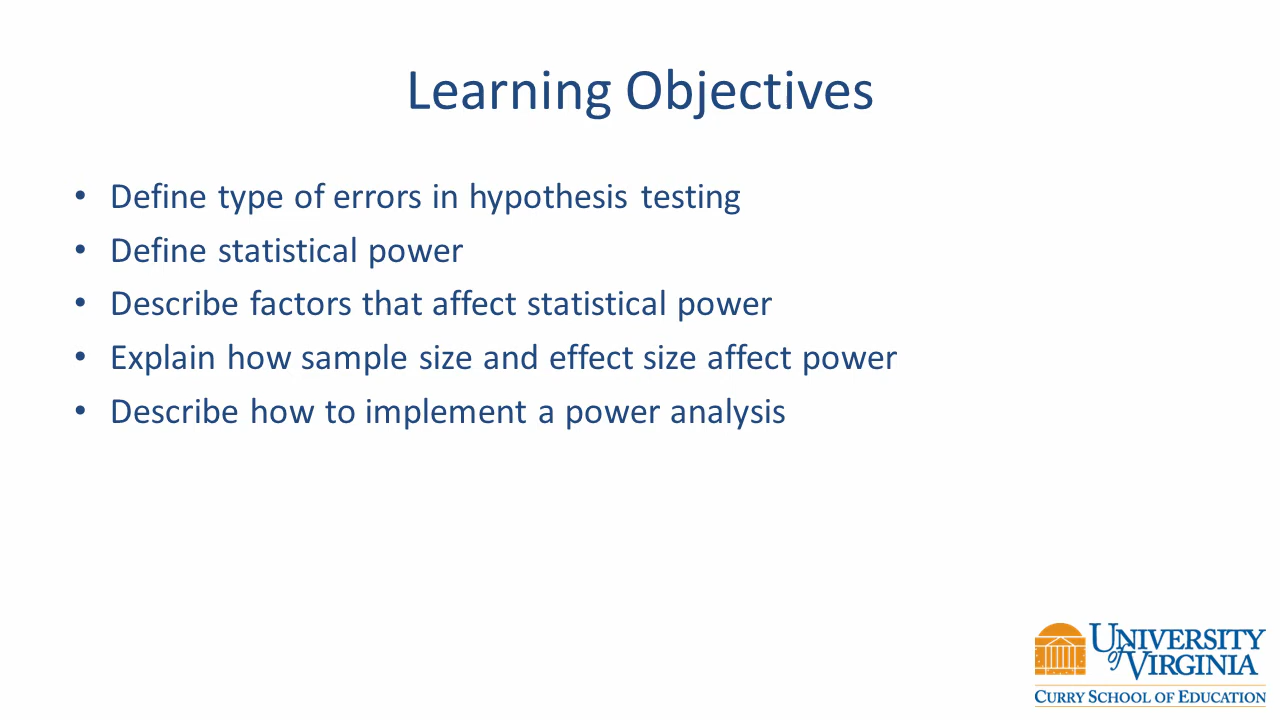 Learning Objectives
• Define type of errors in hypothesis testing
• Define statistical power
• Describe factors that affect statistical power
• Explain how sample size and effect size affect power
• Describe how to implement a power analysis
UNIVERSITY
of VIRGINIA
CURRY SCHOOL OF EDUCATION